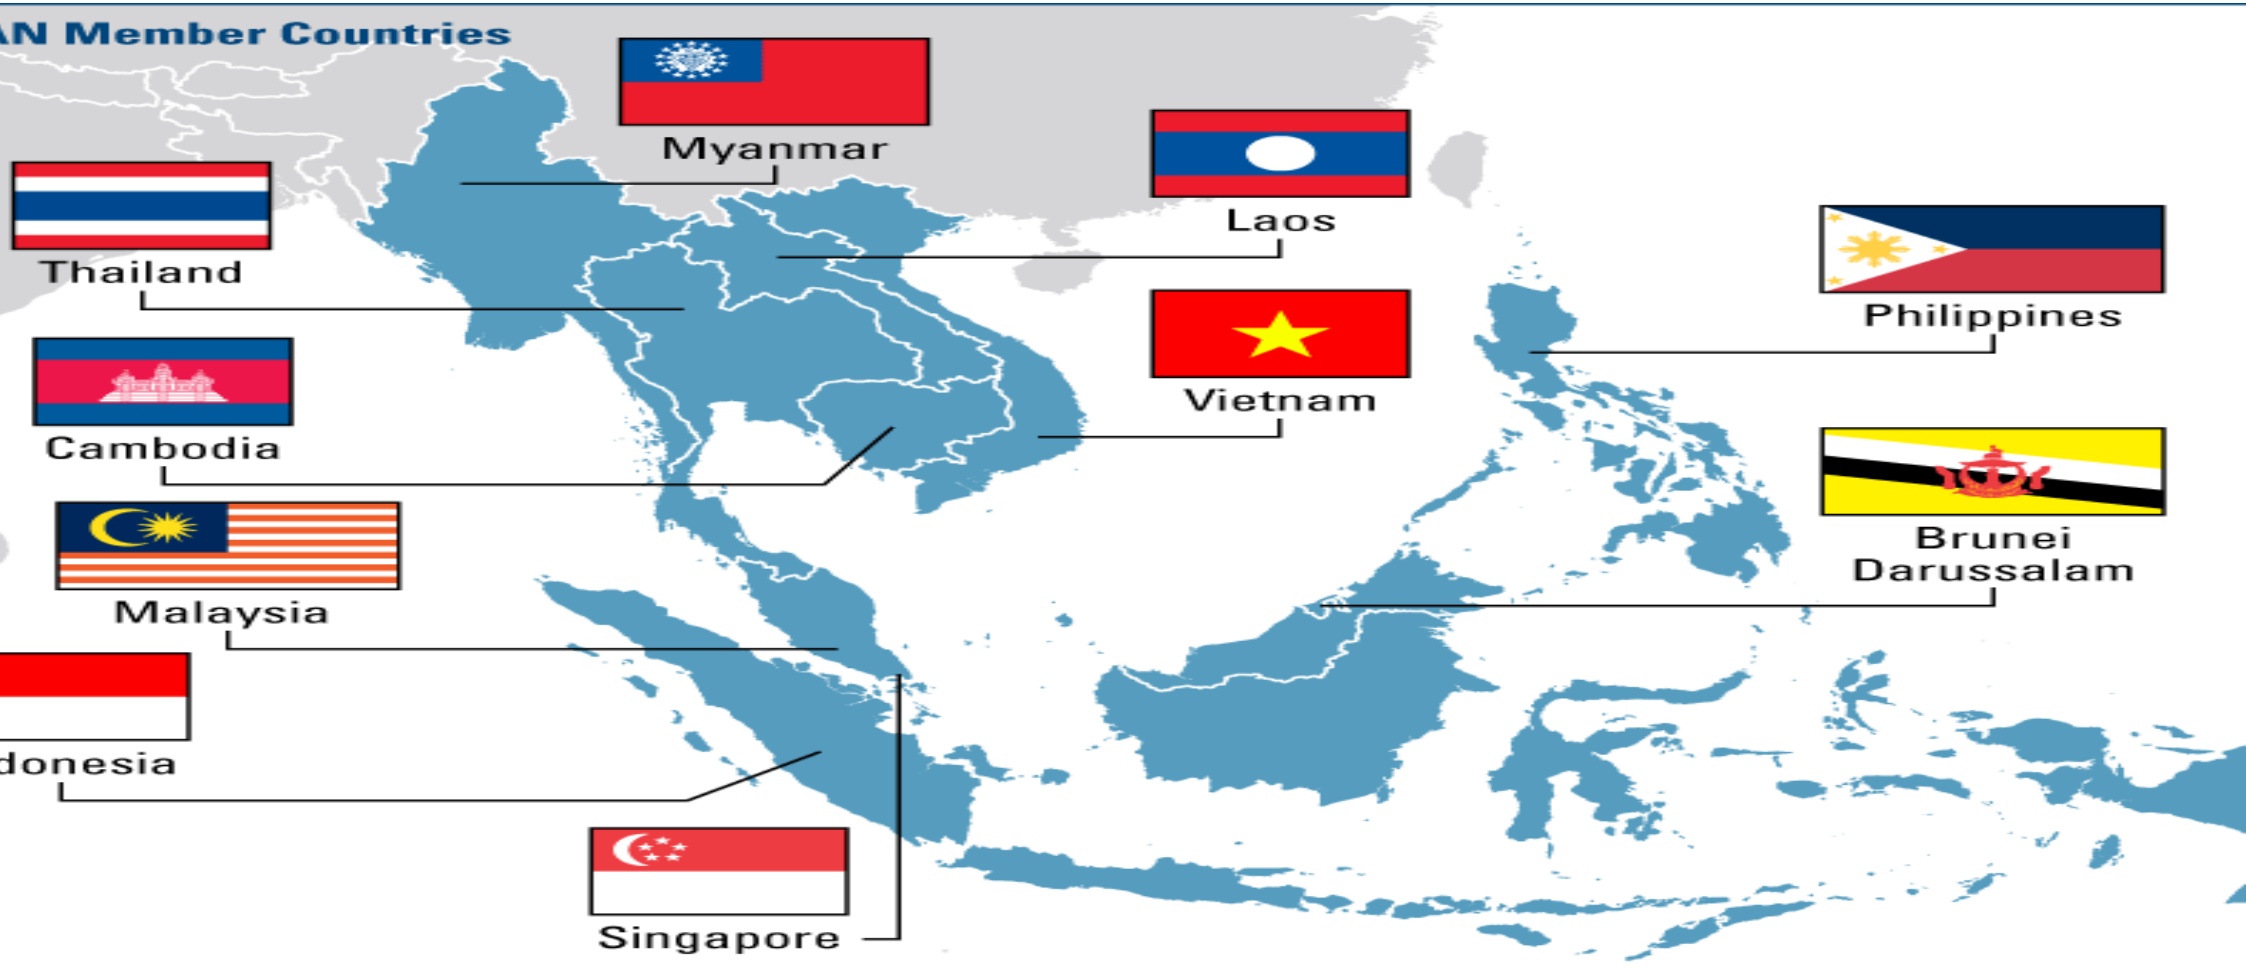 AN Member Countries
Myanmar
Laos
Thailand
Philippines
Vietnam
Cambodia
Brunei
Darussalam
Malaysia
donesia
Singapore